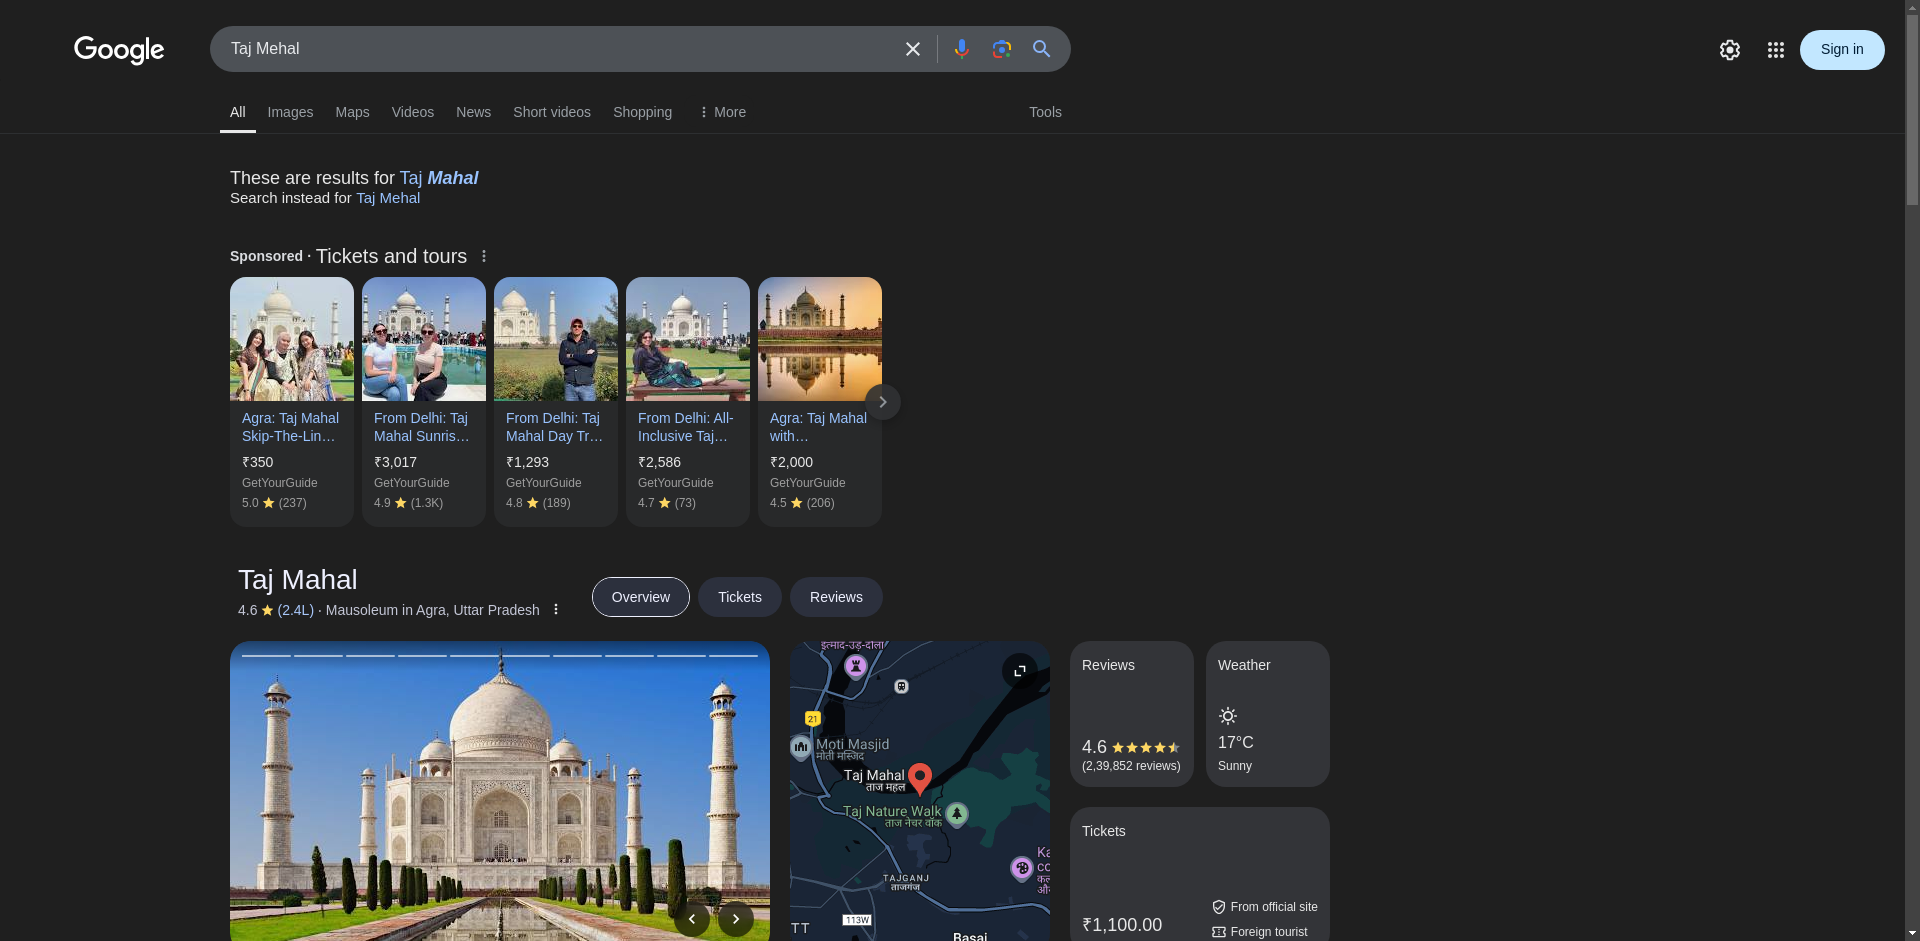 Google
Taj Mehal
Sign in
All
Images
Maps
Videos
News
Short videos
Shopping
More
Tools
These are results for Taj Mahal
Search instead for Taj Mehal
Sponsored · Tickets and tours
Agra: Taj Mahal
Skip-The-Lin...
₹350
GetYourGuide
5.0 (237)
From Delhi: Taj
Mahal Sunris...
₹3,017
GetYourGuide
4.9 (1.3K)
From Delhi: Taj
Mahal Day Tr...
₹1,293
GetYourGuide
4.8 (189)
From Delhi: All-
Inclusive Taj...
₹2,586
GetYourGuide
4.7 (73)
Agra: Taj Mahal
with...
₹2,000
GetYourGuide
4.5 (206)
Taj Mahal
4.6 (2.4L) · Mausoleum in Agra, Uttar Pradesh
Overview
Tickets
Reviews
इत्माद-उद्-दौला
21
Moti Masjid
मोती मस्जिद
Taj Mahal
ताज महल
Taj Nature Walk
ताज नेचर वॉक
TAJGANJ
ताजगंज
113W
TT
Basai
Reviews
4.6
(2,39,852 reviews)
Weather
17°C
Sunny
Tickets
₹1,100.00
From official site
Foreign tourist